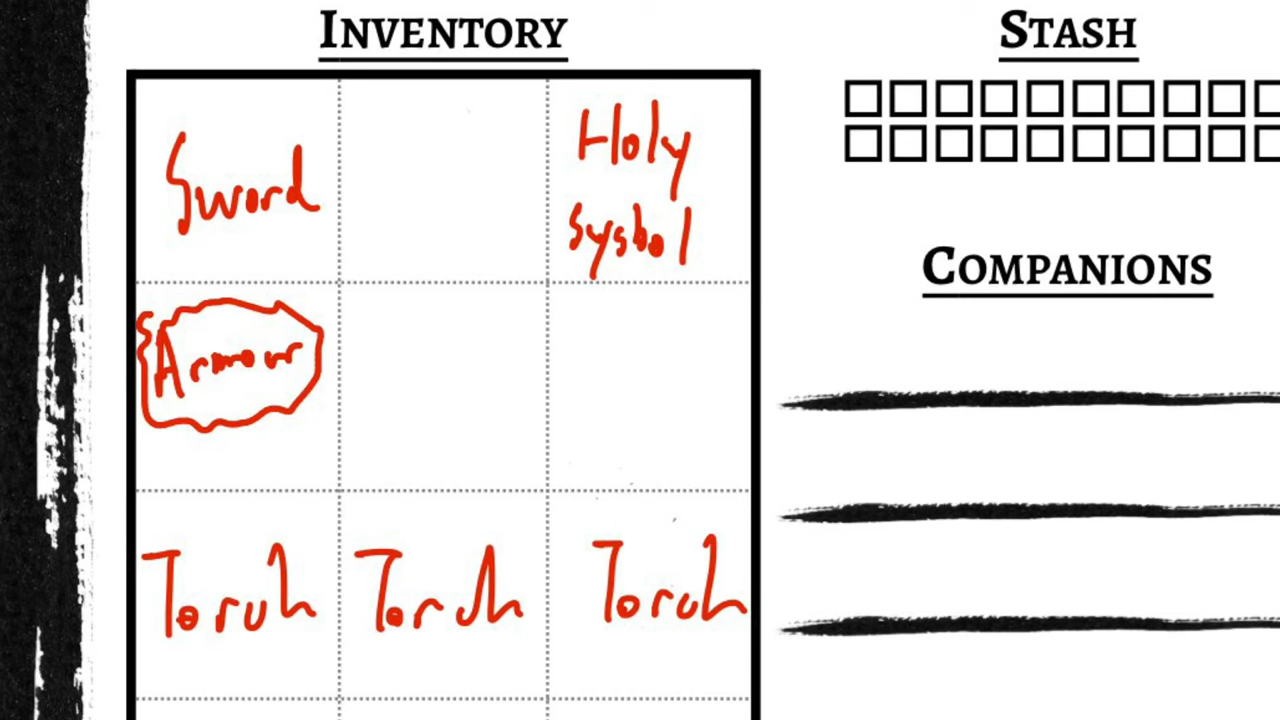 INVENTORY
STASH
Sword
Holy
Sysbol
COMPANIONS
Armour
Torch Torch Torch